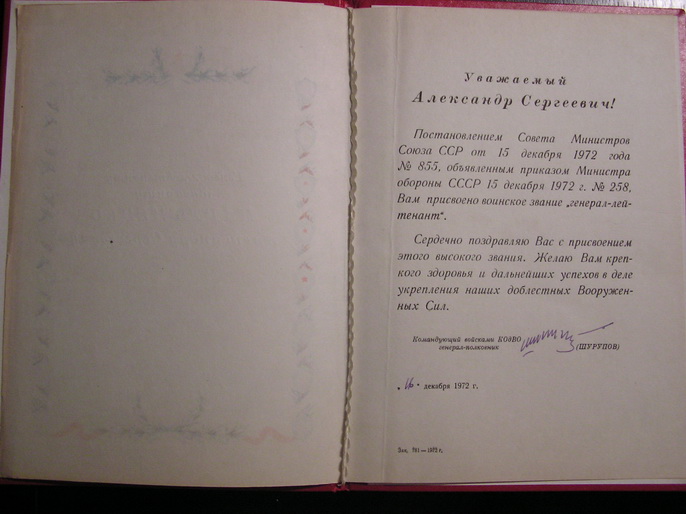 Уважаемый
Александр Сергеевич!
Постановлением Совета Министров
Союза ССР от 15 декабря 1972 года
№ 855, объявленным приказом Министра
обороны СССР 15 декабря 1972 г. № 258,
Вам присвоено воинское звание „генерал-лей-
тенант“.
Сердечно поздравляю Вас с присвоением
этого высокого звания. Желаю Вам креп-
кого здоровья и дальнейших успехов в деле
укрепления наших доблестных Вооружен-
ных Сил.
Командующий войсками КОДВО
генерал-полковник (ШУРУПОВ)
„16“ декабря 1972 г.
Зак. 781—1972 г.